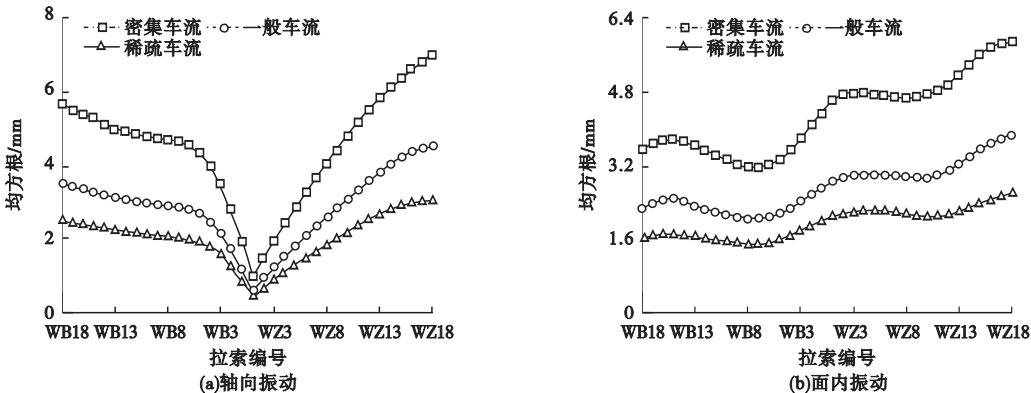 密集车流 一般车流
稀疏车流
8
6
4
2
0
均方根/mm
WB18 WB13 WB8 WB3 WZ3 WZ8 WZ13 WZ18
拉索编号
(a)轴向振动
密集车流 一般车流
稀疏车流
6.4
4.8
3.2
1.6
0
均方根/mm
WB18 WB13 WB8 WB3 WZ3 WZ8 WZ13 WZ18
拉索编号
(b)面内振动